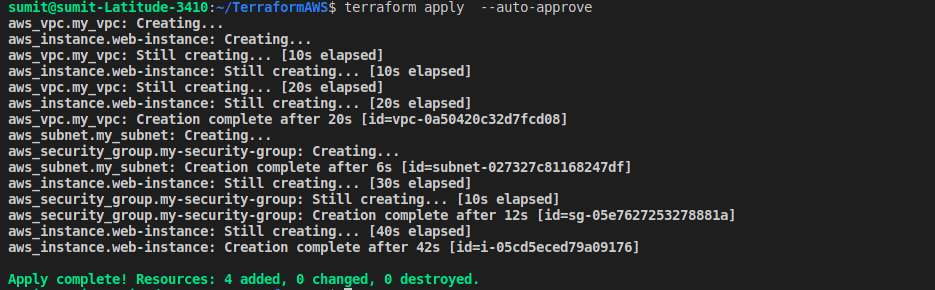 sumit@sumit-Latitude-3410:~/TerraformAWS$ terraform apply  --auto-approve
aws_vpc.my_vpc: Creating...
aws_instance.web-instance: Creating...
aws_vpc.my_vpc: Still creating... [10s elapsed]
aws_instance.web-instance: Still creating... [10s elapsed]
aws_vpc.my_vpc: Still creating... [20s elapsed]
aws_instance.web-instance: Still creating... [20s elapsed]
aws_vpc.my_vpc: Creation complete after 20s [id=vpc-0a50420c32d7fcd08]
aws_subnet.my_subnet: Creating...
aws_security_group.my-security-group: Creating...
aws_subnet.my_subnet: Creation complete after 6s [id=subnet-027327c81168247df]
aws_instance.web-instance: Still creating... [30s elapsed]
aws_security_group.my-security-group: Still creating... [10s elapsed]
aws_security_group.my-security-group: Creation complete after 12s [id=sg-05e7627253278881a]
aws_instance.web-instance: Still creating... [40s elapsed]
aws_instance.web-instance: Creation complete after 42s [id=i-05cd5eced79a09176]
Apply complete! Resources: 4 added, 0 changed, 0 destroyed.